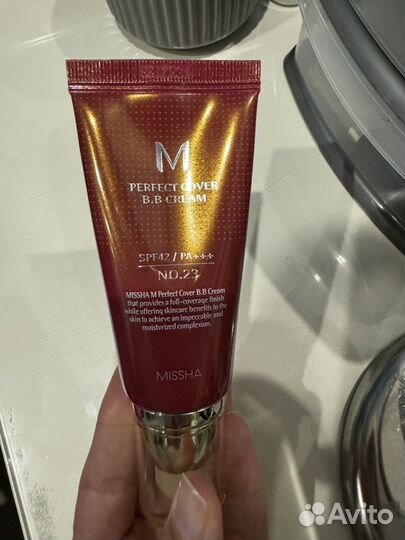 M
PERFECT COVER
B.B CREAM
SPF42 / PA+++
NO.23
MISSHA M Perfect Cover B.B Cream
that provides a full-coverage finish
while offering skincare benefits to the
skin to achieve an impeccable and
moisturized complexion.
MISSHA
Avito